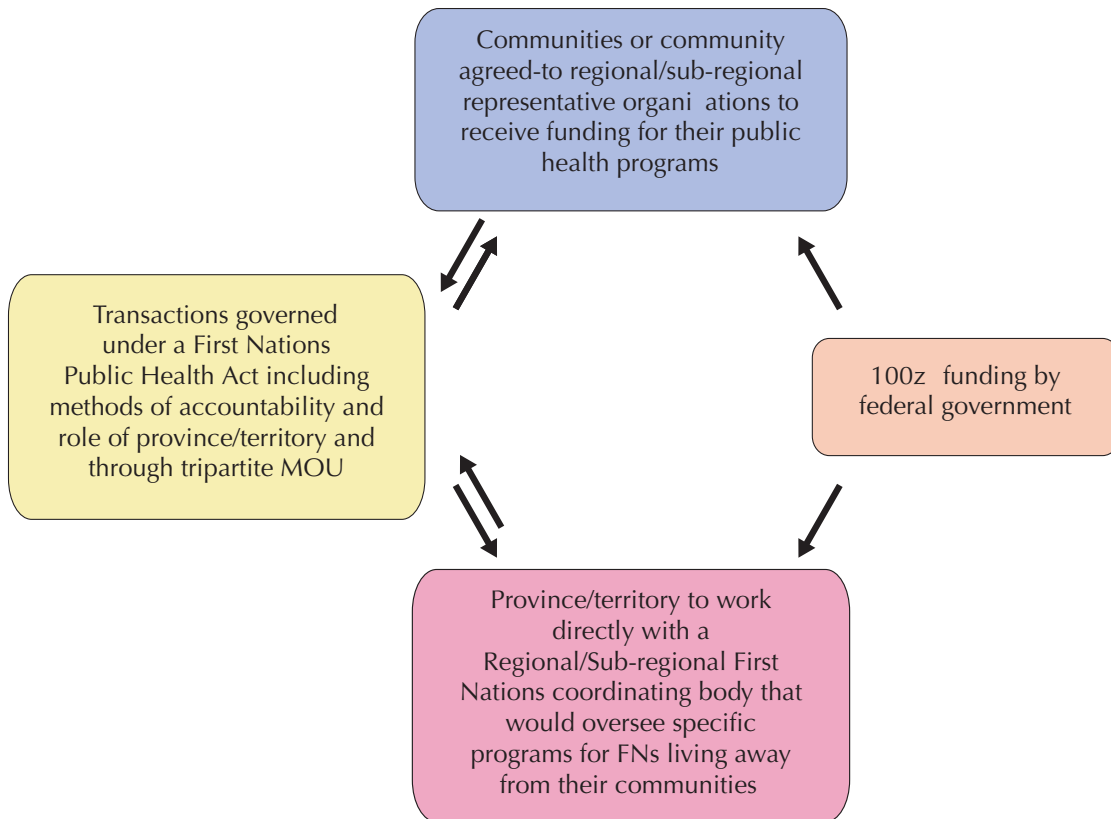 Communities or community
agreed-to regional/sub-regional
representative organi ations to
receive funding for their public
health programs
Transactions governed
under a First Nations
Public Health Act including
methods of accountability and
role of province/territory and
through tripartite MOU
100z funding by
federal government
Province/territory to work
directly with a
Regional/Sub-regional First
Nations coordinating body that
would oversee specific
programs for FNs living away
from their communities